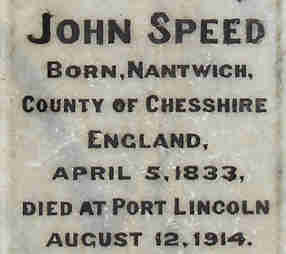 JOHN SPEED
BORN, NANTWICH,
COUNTY OF CHESSHIRE
ENGLAND,
APRIL 5, 1833,
DIED AT PORT LINCOLN
AUGUST 12, 1914.